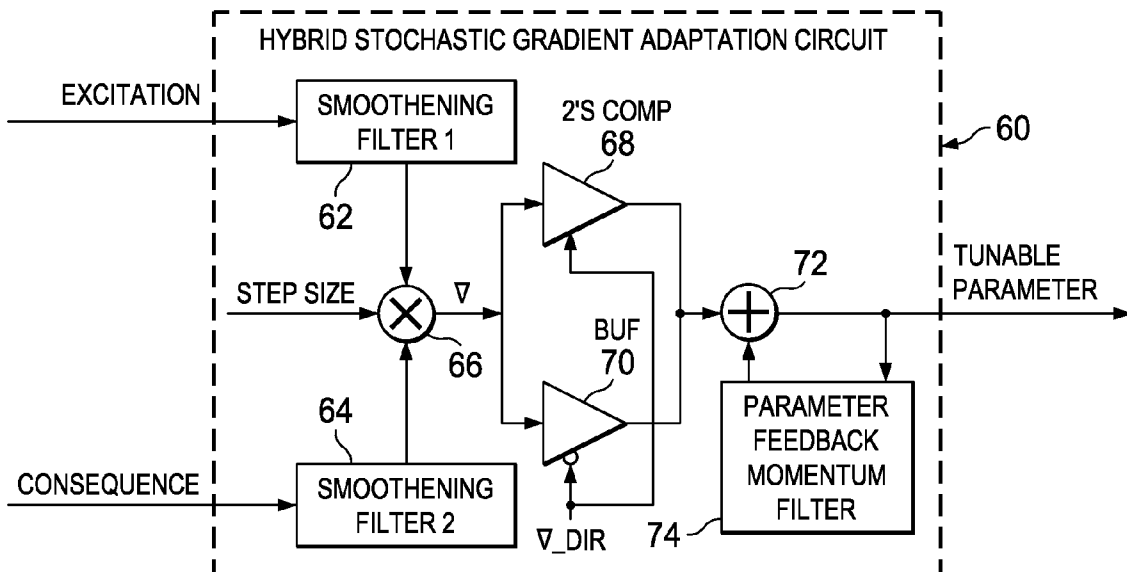 HYBRID STOCHASTIC GRADIENT ADAPTATION CIRCUIT
EXCITATION
SMOOTHENING
FILTER 1
62
2'S COMP
68
60
STEP SIZE
66
∇
BUF
70
72
TUNABLE
PARAMETER
64
CONSEQUENCE
SMOOTHENING
FILTER 2
∇_DIR
PARAMETER
FEEDBACK
MOMENTUM
FILTER
74